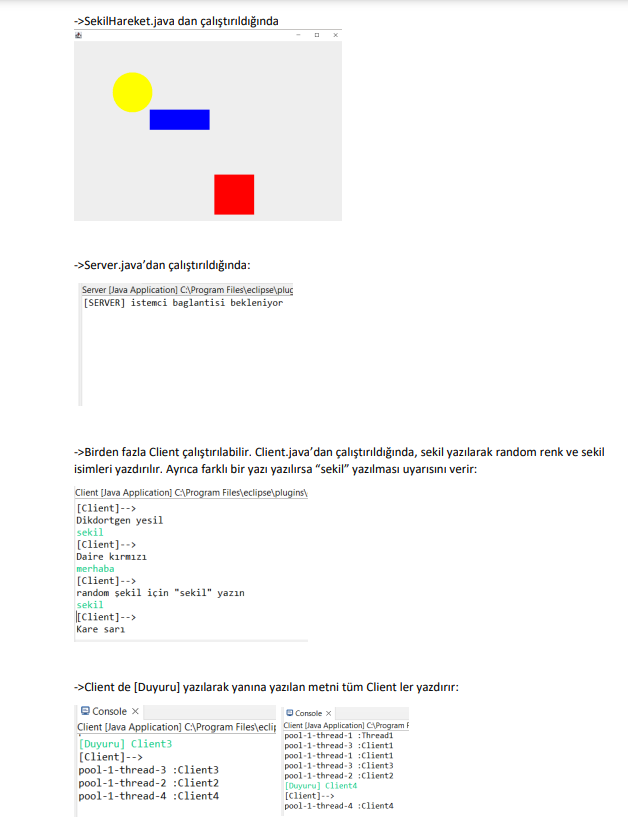 ->SekilHareket.java dan çalıştırıldığında
->Server.java’dan çalıştırıldığında:
Server [Java Application] C:\Program Files\eclipse\plug
[SERVER] istemci baglantisi bekleniyor
->Birden fazla Client çalıştırılabilir. Client.java’dan çalıştırıldığında, sekil yazılarak random renk ve sekil
isimleri yazdırılır. Ayrıca farklı bir yazı yazılırsa “sekil” yazılması uyarısını verir:
Client [Java Application] C:\Program Files\eclipse\plugins\
[Client]-->
Dikdortgen yesil
sekil
[Client]-->
Daire kırmızı
merhaba
[Client]-->
random şekil için "sekil" yazın
sekil
[Client]-->
Kare sarı
->Client de [Duyuru] yazılarak yanına yazılan metni tüm Client ler yazdırır:
Console
Client [Java Application] C:\Program Files\eclip
[Duyuru] Client3
[Client]-->
pool-1-thread-3 :Client3
pool-1-thread-2 :Client2
pool-1-thread-4 :Client4
Console
Client [Java Application] C:\Program F
pool-1-thread-1 :Thread1
pool-1-thread-3 :Client1
pool-1-thread-1 :Client1
pool-1-thread-3 :Client3
pool-1-thread-2 :Client2
[Duyuru] Client4
[Client]-->
pool-1-thread-4 :Client4